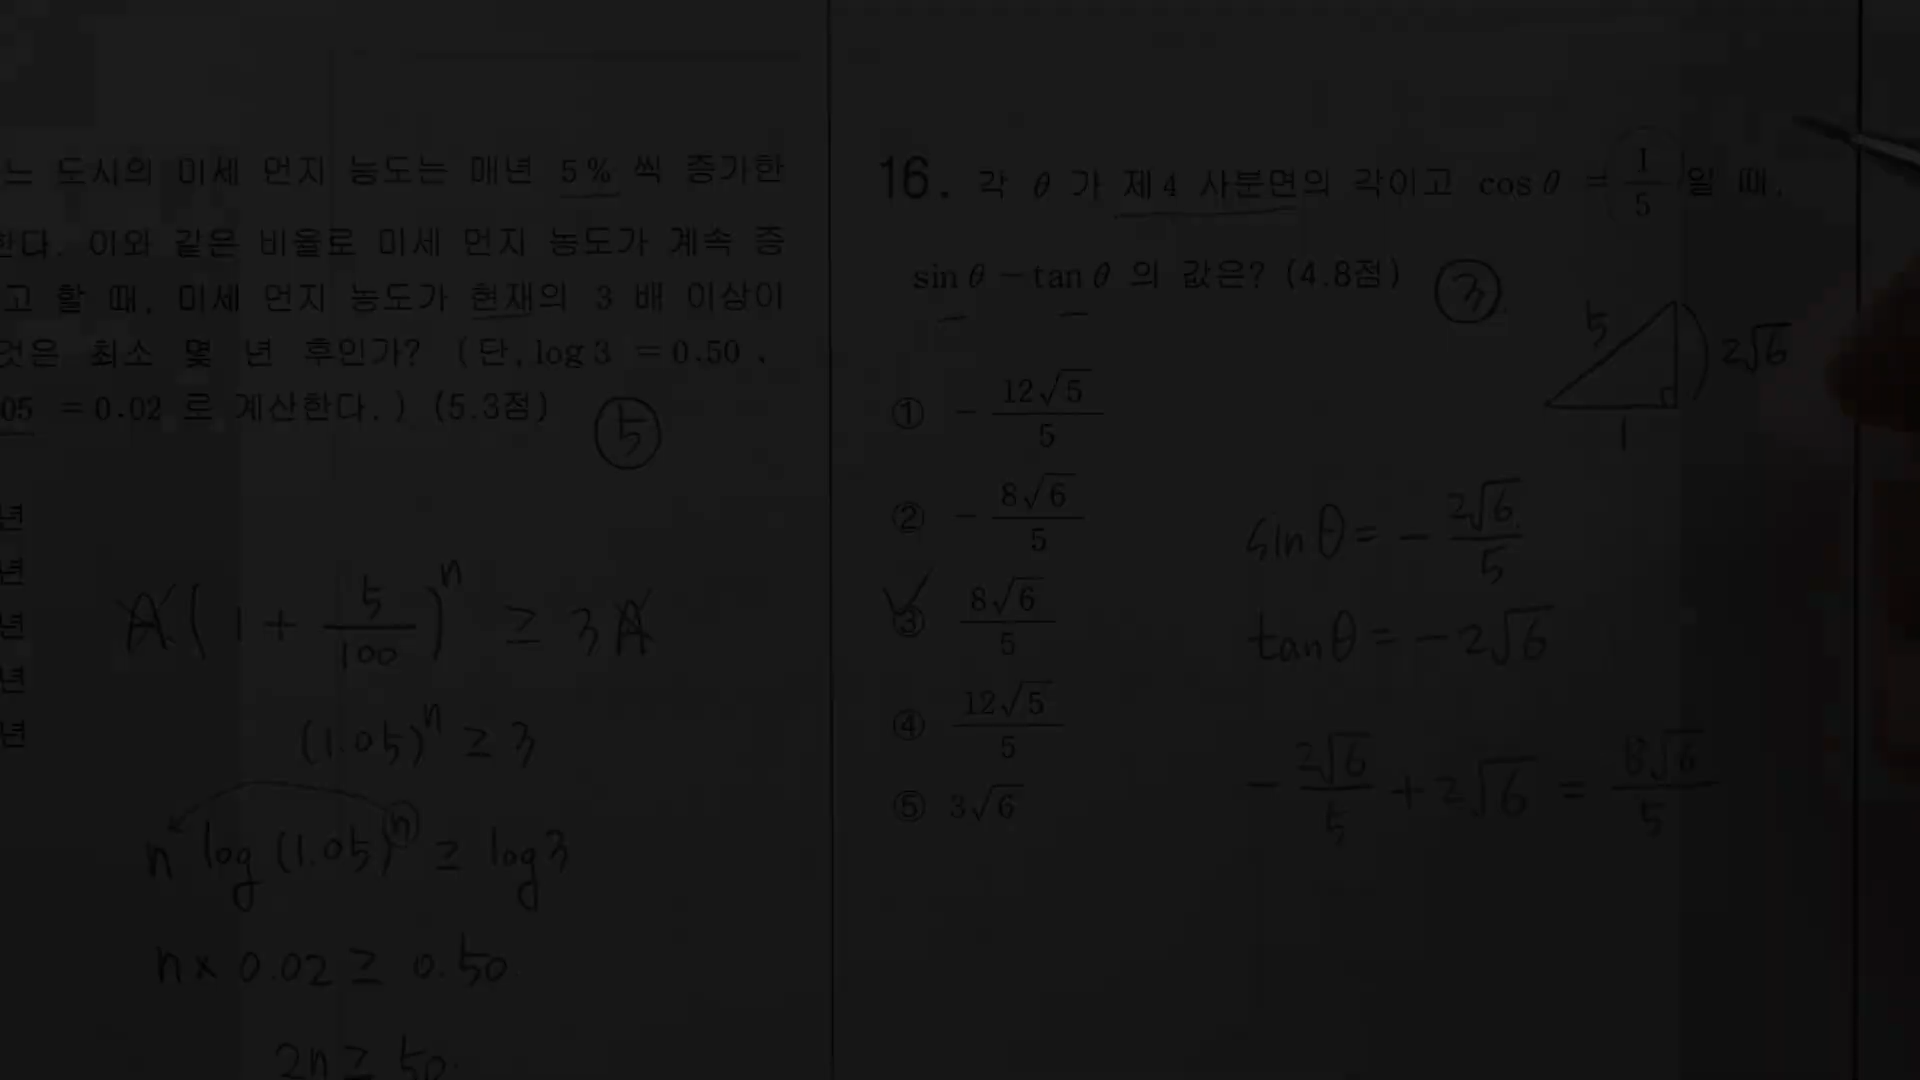 느 도시의 미세 먼지 농도는 매년 5% 씩 증가한
한다. 이와 같은 비율로 미세 먼지 농도가 계속 증
고 할 때, 미세 먼지 농도가 현재의 3 배 이상이
것은 최소 몇 년 후인가? (단, log 3 = 0.50 ,
05 = 0.02 로 계산한다.) (5.3점)
⑤
년
년
년
년
년
A(1 + 5/100)^n ≥ 3A
(1.05)^n ≥ 3
n log(1.05)^n ≥ log3
n × 0.02 ≥ 0.50
2n ≥ 50
16. 각 θ 가 제4 사분면의 각이고 cosθ = 1/5 일 때,
sinθ - tanθ 의 값은? (4.8점) ③
① - 12√5/5
② - 8√6/5
③ 8√6/5
④ 12√5/5
⑤ 3√6
5
2√6
1
sinθ = - 2√6/5
tanθ = -2√6
- 2√6/5 + 2√6 = 8√6/5